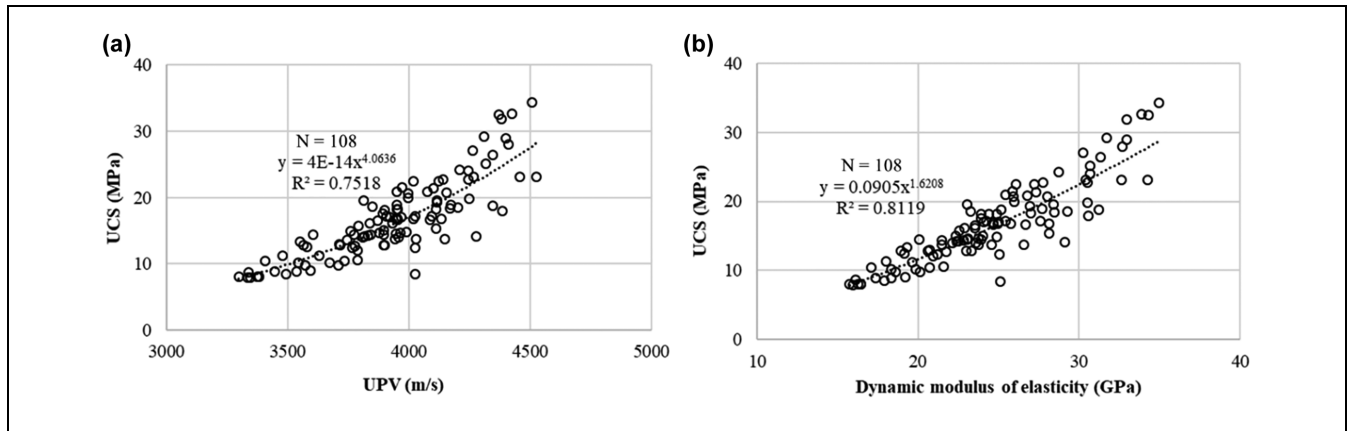 (a)
UCS (MPa)
40
30
20
10
0
N = 108
y = 4E-14x^4.0636
R² = 0.7518
3000 3500 4000 4500 5000
UPV (m/s)
(b)
UCS (MPa)
40
30
20
10
0
N = 108
y = 0.0905x^1.6208
R² = 0.8119
10 20 30 40
Dynamic modulus of elasticity (GPa)